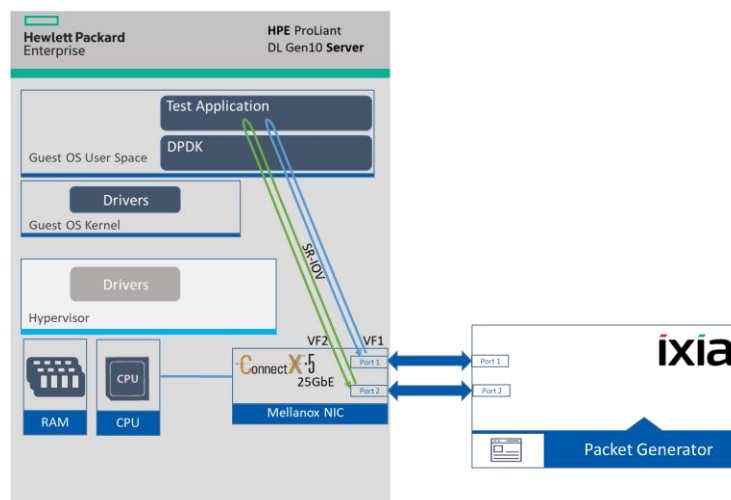 Hewlett Packard
Enterprise
HPE ProLiant
DL Gen10 Server
Test Application
DPDK
Guest OS User Space
Drivers
Guest OS Kernel
SR-IOV
Drivers
Hypervisor
VF2
VF1
ConnectX·5
25GbE
Port 1
Port 2
Mellanox NIC
CPU
RAM
CPU
ixia
Port 1
Port 2
Packet Generator